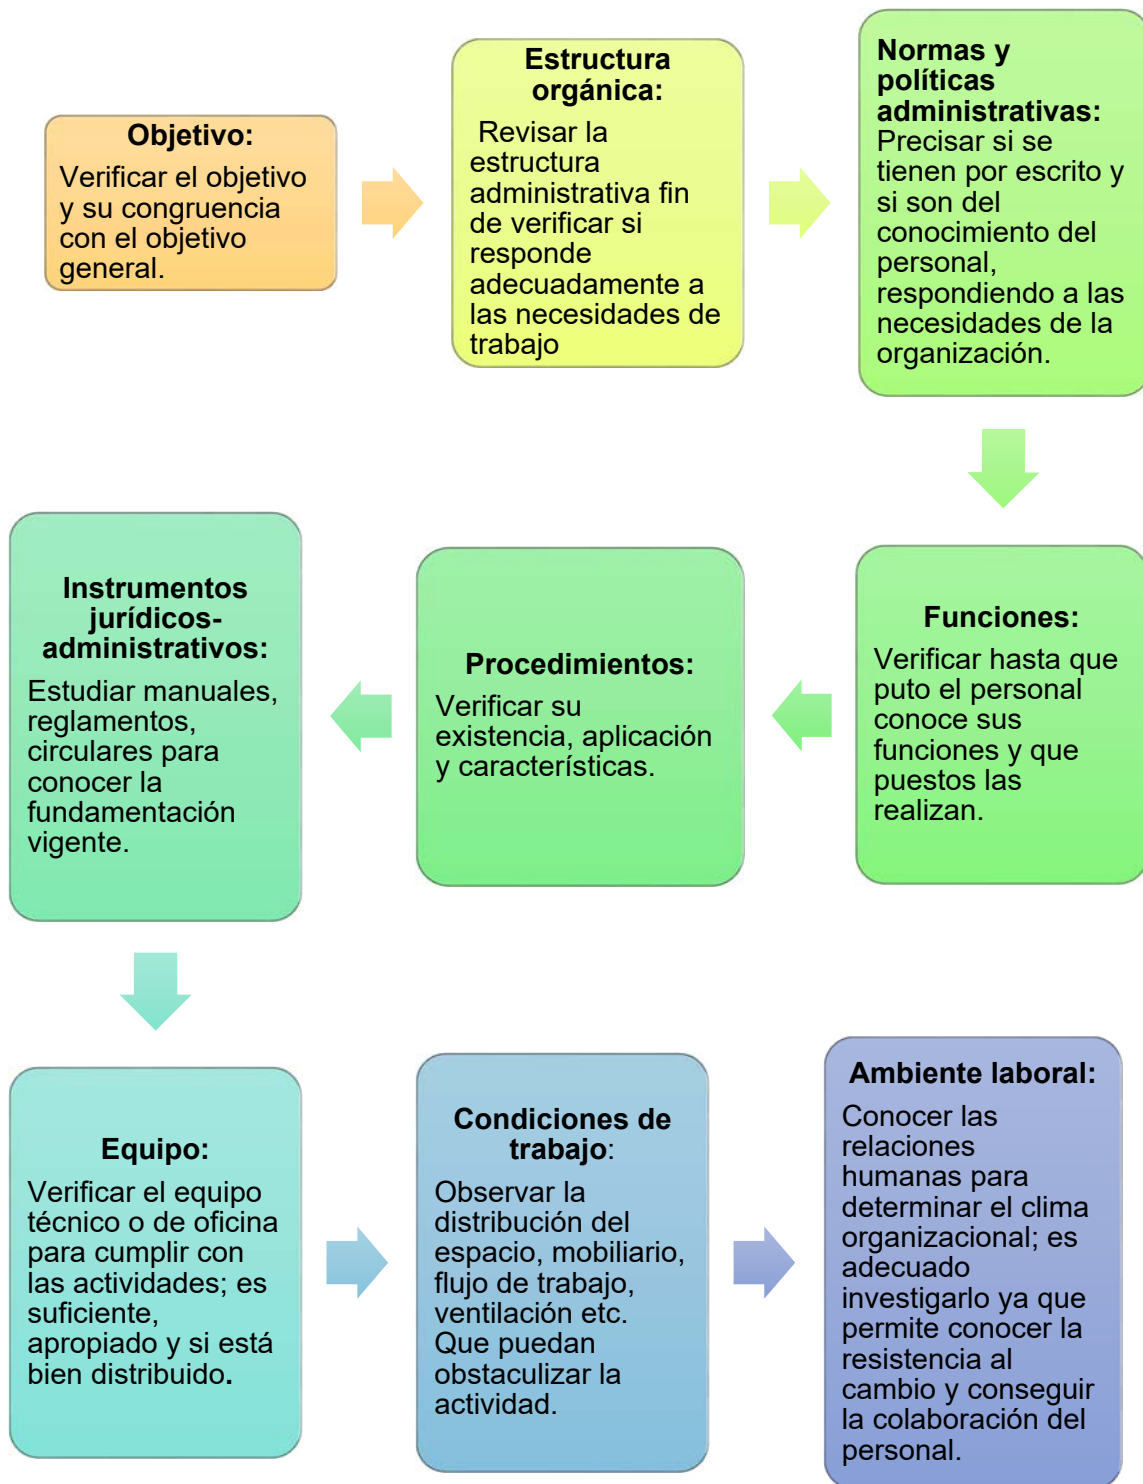 Objetivo:
Verificar el objetivo
y su congruencia
con el objetivo
general.
Estructura
orgánica:
Revisar la
estructura
administrativa fin
de verificar si
responde
adecuadamente a
las necesidades de
trabajo
Normas y
políticas
administrativas:
Precisar si se
tienen por escrito y
si son del
conocimiento del
personal,
respondiendo a las
necesidades de la
organización.
Funciones:
Verificar hasta que
puto el personal
conoce sus
funciones y que
puestos las
realizan.
Procedimientos:
Verificar su
existencia, aplicación
y características.
Instrumentos
jurídicos-
administrativos:
Estudiar manuales,
reglamentos,
circulares para
conocer la
fundamentación
vigente.
Equipo:
Verificar el equipo
técnico o de oficina
para cumplir con
las actividades; es
suficiente,
apropiado y si está
bien distribuido.
Condiciones de
trabajo:
Observar la
distribución del
espacio, mobiliario,
flujo de trabajo,
ventilación etc.
Que puedan
obstaculizar la
actividad.
Ambiente laboral:
Conocer las
relaciones
humanas para
determinar el clima
organizacional; es
adecuado
investigarlo ya que
permite conocer la
resistencia al
cambio y conseguir
la colaboración del
personal.